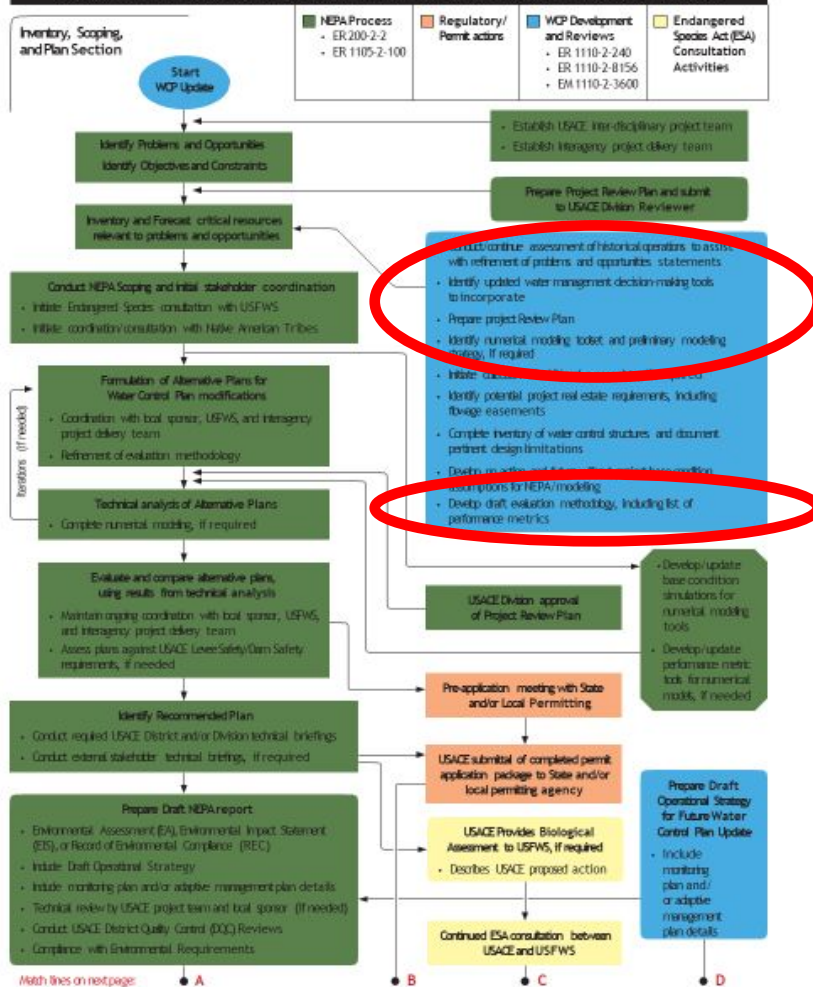 Inventory, Scoping,
and Plan Section
NEPA Process
• ER 200-2-2
• ER 1105-2-100
Regulatory/
Permit actions
WCP Development
and Reviews
• ER 1110-2-240
• ER 1110-2-8156
• EM 1110-2-3600
Endangered
Species Act (ESA)
Consultation
Activities
Start
WCP Update
Identify Problems and Opportunities
Identify Objectives and Constraints
• Establish USACE inter-disciplinary project team
• Establish interagency project delivery team
Prepare Project Review Plan and submit
to USACE Division Reviewer
Inventory and Forecast critical resources
relevant to problems and opportunities
Conduct/continue assessment of historical operations to assist
with refinement of problems and opportunities statements
• Identify updated water management decision-making tools
to incorporate
• Prepare project Review Plan
• Identify numerical modeling toolset and preliminary modeling
strategy, if required
• Initiate
• Identify potential project real estate requirements, including
flowage easements
• Complete inventory of water control structures and document
pertinent design limitations
• Develop no action and
assumptions for NEPA/modeling
• Develop draft evaluation methodology, including list of
performance metrics
Conduct NEPA Scoping and initial stakeholder coordination
• Initiate Endangered Species consultation with USFWS
• Initiate coordination/consultation with Native American Tribes
Formulation of Alternative Plans for
Water Control Plan modifications
• Coordination with local sponsor, USFWS, and interagency
project delivery team
• Refinement of evaluation methodology
Iterations (if needed)
Technical analysis of Alternative Plans
• Complete numerical modeling, if required
Evaluate and compare alternative plans,
using results from technical analysis
• Maintain ongoing coordination with local sponsor, USFWS,
and interagency project delivery team
• Assess plans against USACE Levee Safety/Dam Safety
requirements, if needed
USACE Division approval
of Project Review Plan
• Develop/update
base condition
simulations for
numerical modeling
tools
• Develop/update
performance metric
tools for numerical
models, if needed
Pre-application meeting with State
and/or Local Permitting
Identify Recommended Plan
• Conduct required USACE District and/or Division technical briefings
• Conduct external stakeholder technical briefings, if required
USACE submittal of completed permit
application package to State and/or
local permitting agency
Prepare Draft
Operational Strategy
for Future Water
Control Plan Update
• Include
monitoring
plan and/
or adaptive
management
plan details
Prepare Draft NEPA report
• Environmental Assessment (EA), Environmental Impact Statement
(EIS), or Record of Environmental Compliance (REC)
• Include Draft Operational Strategy
• Include monitoring plan and/or adaptive management plan details
• Technical review by USACE project team and local sponsor (if needed)
• Conduct USACE District Quality Control (DQC) Reviews
• Compliance with Environmental Requirements
USACE Provides Biological
Assessment to USFWS, if required
• Describes USACE proposed action
Continued ESA consultation between
USACE and USFWS
Match lines on next page:
A
B
C
D